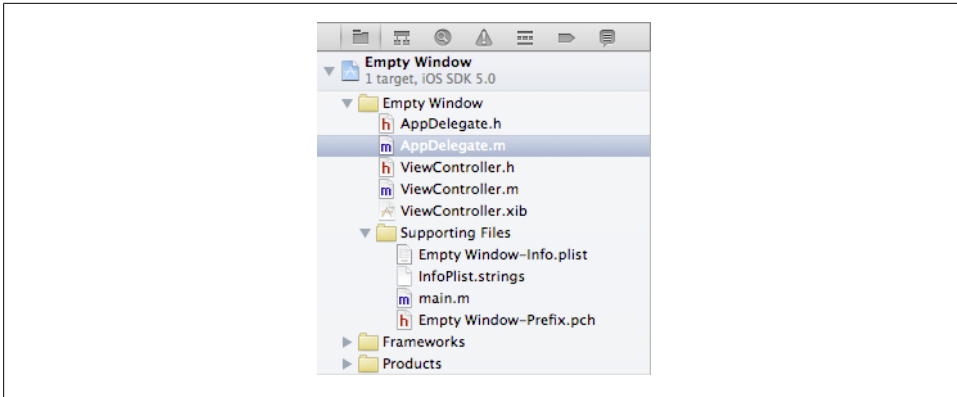 Empty Window
1 target, iOS SDK 5.0
Empty Window
h AppDelegate.h
m AppDelegate.m
h ViewController.h
m ViewController.m
ViewController.xib
Supporting Files
Empty Window-Info.plist
InfoPlist.strings
m main.m
h Empty Window-Prefix.pch
Frameworks
Products